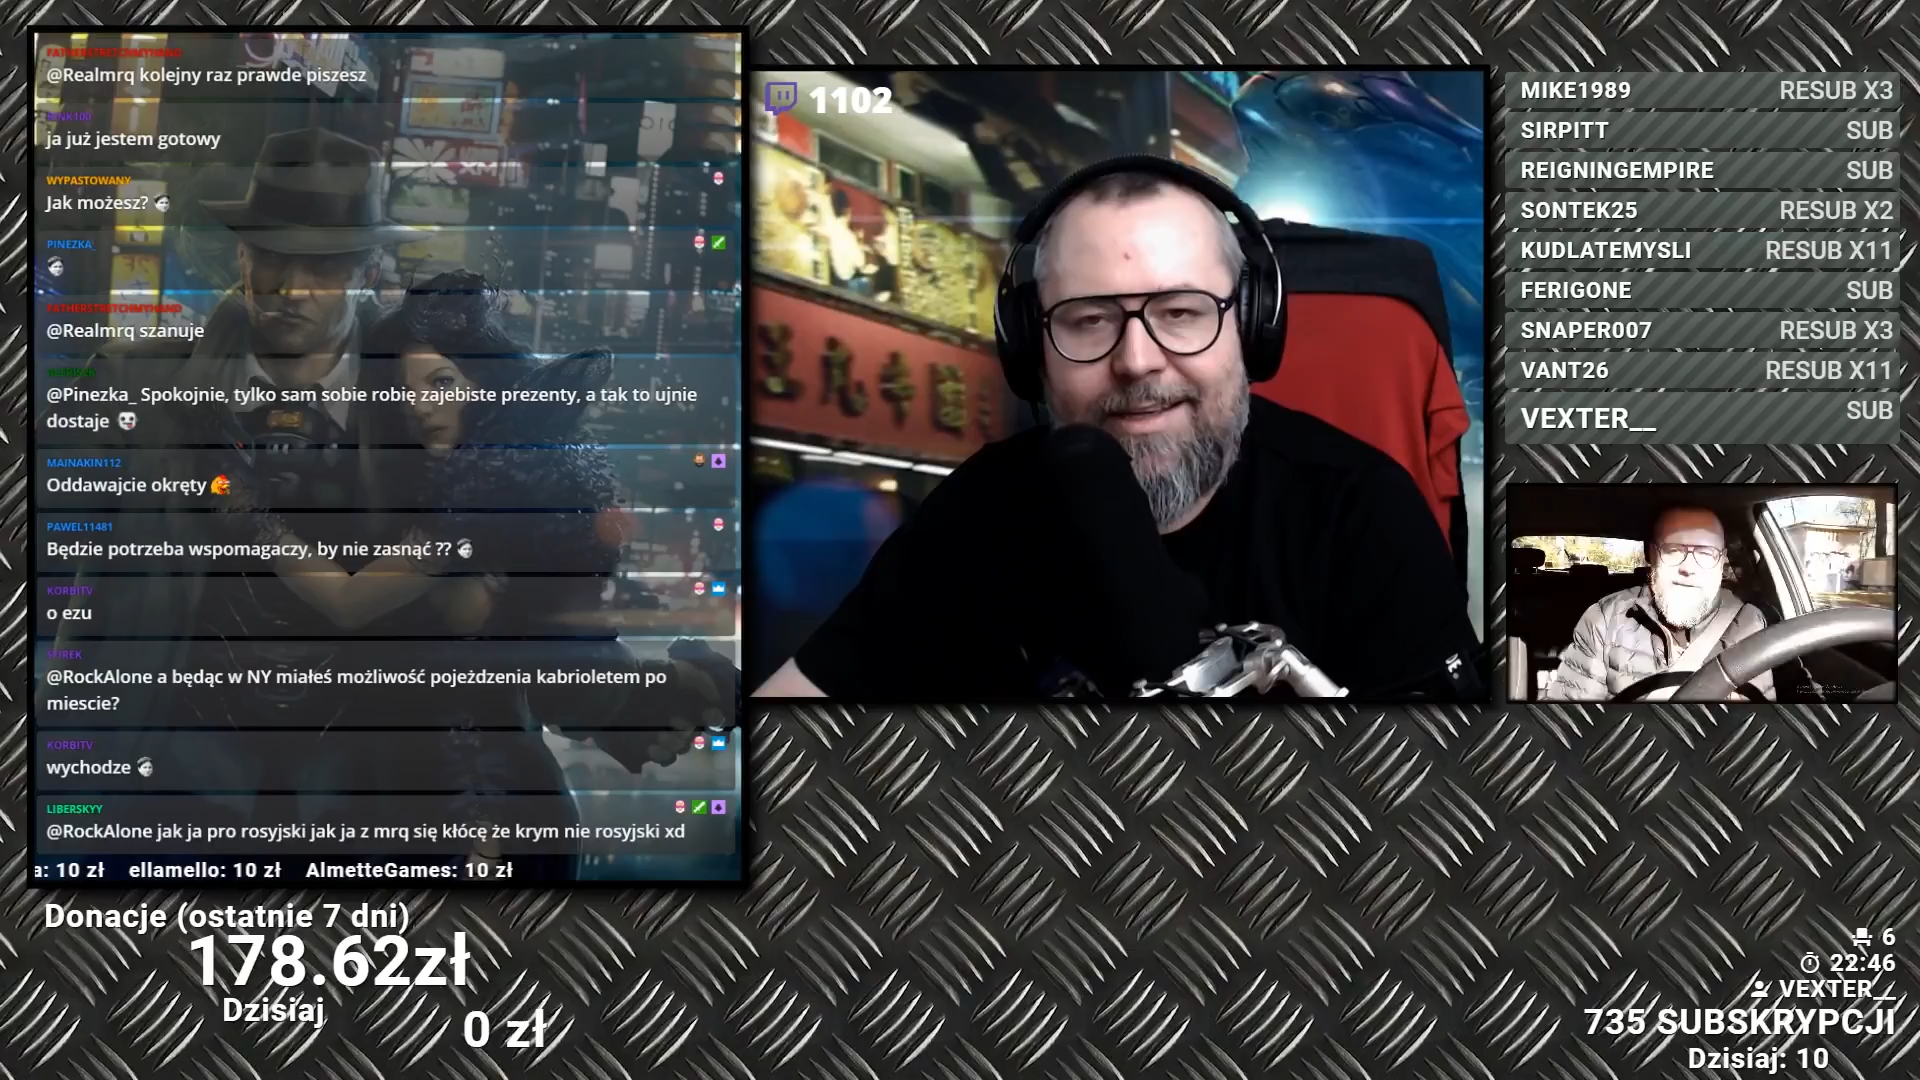 FATHERSTRETCHMYHAND
@Realmrq kolejny raz prawde piszesz
ja już jestem gotowy
WYPASTOWANY
Jak możesz?
PINEZKA_
FATHERSTRETCHMYHAND
@Realmrq szanuje
@Pinezka_ Spokojnie, tylko sam sobie robię zajebiste prezenty, a tak to ujnie
dostaje
MAINAKIN112
Oddawajcie okręty
PAWEL11481
Będzie potrzeba wspomagaczy, by nie zasnąć ??
KORBITV
o ezu
@RockAlone a będąc w NY miałeś możliwość pojeżdzenia kabrioletem po
miescie?
KORBITV
wychodze
LIBERSKYY
@RockAlone jak ja pro rosyjski jak ja z mrq się kłócę że krym nie rosyjski xd
a: 10 zł ellamello: 10 zł AlmetteGames: 10 zł
Donacje (ostatnie 7 dni)
178.62zł
Dzisiaj
0 zł
1102
王丸牛
MIKE1989 RESUB X3
SIRPITT SUB
REIGNINGEMPIRE SUB
SONTEK25 RESUB X2
KUDLATEMYSLI RESUB X11
FERIGONE SUB
SNAPER007 RESUB X3
VANT26 RESUB X11
VEXTER__ SUB
6
22:46
VEXTER__
735 SUBSKRYPCJI
Dzisiaj: 10